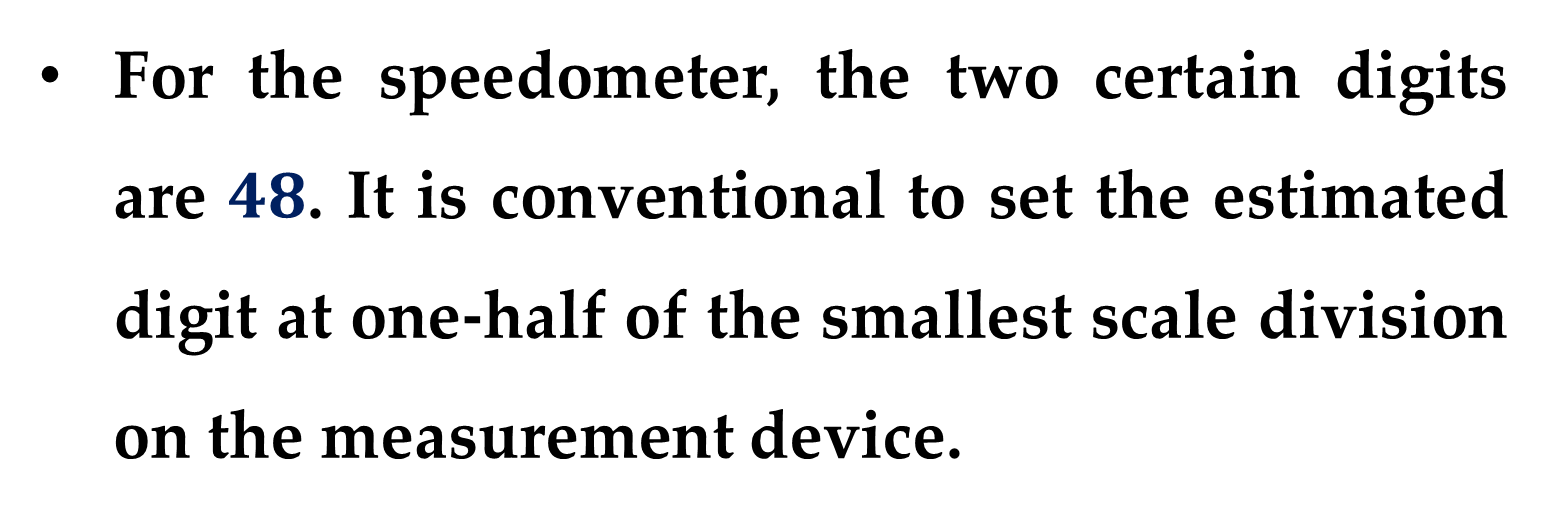 • For the speedometer, the two certain digits
are 48. It is conventional to set the estimated
digit at one-half of the smallest scale division
on the measurement device.